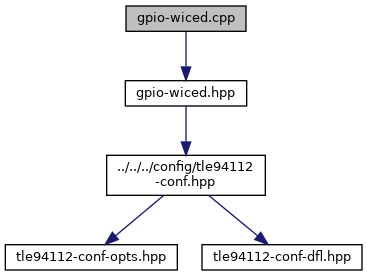 gpio-wiced.cpp
gpio-wiced.hpp
../../../config/tle94112
-conf.hpp
tle94112-conf-opts.hpp
tle94112-conf-dfl.hpp